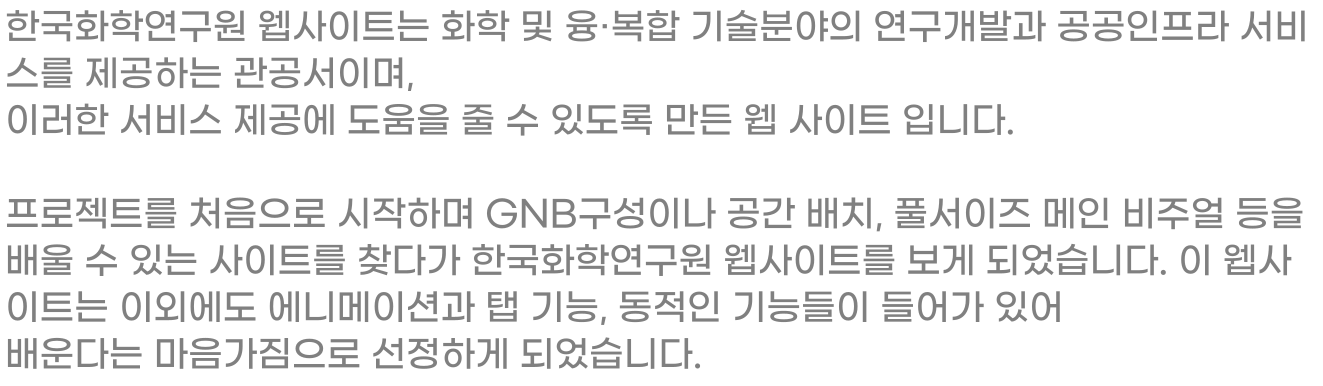 한국화학연구원 웹사이트는 화학 및 융·복합 기술분야의 연구개발과 공공인프라 서비
스를 제공하는 관공서이며,
이러한 서비스 제공에 도움을 줄 수 있도록 만든 웹 사이트 입니다.
프로젝트를 처음으로 시작하며 GNB구성이나 공간 배치, 풀서이즈 메인 비주얼 등을
배울 수 있는 사이트를 찾다가 한국화학연구원 웹사이트를 보게 되었습니다. 이 웹사
이트는 이외에도 에니메이션과 탭 기능, 동적인 기능들이 들어가 있어
배운다는 마음가짐으로 선정하게 되었습니다.